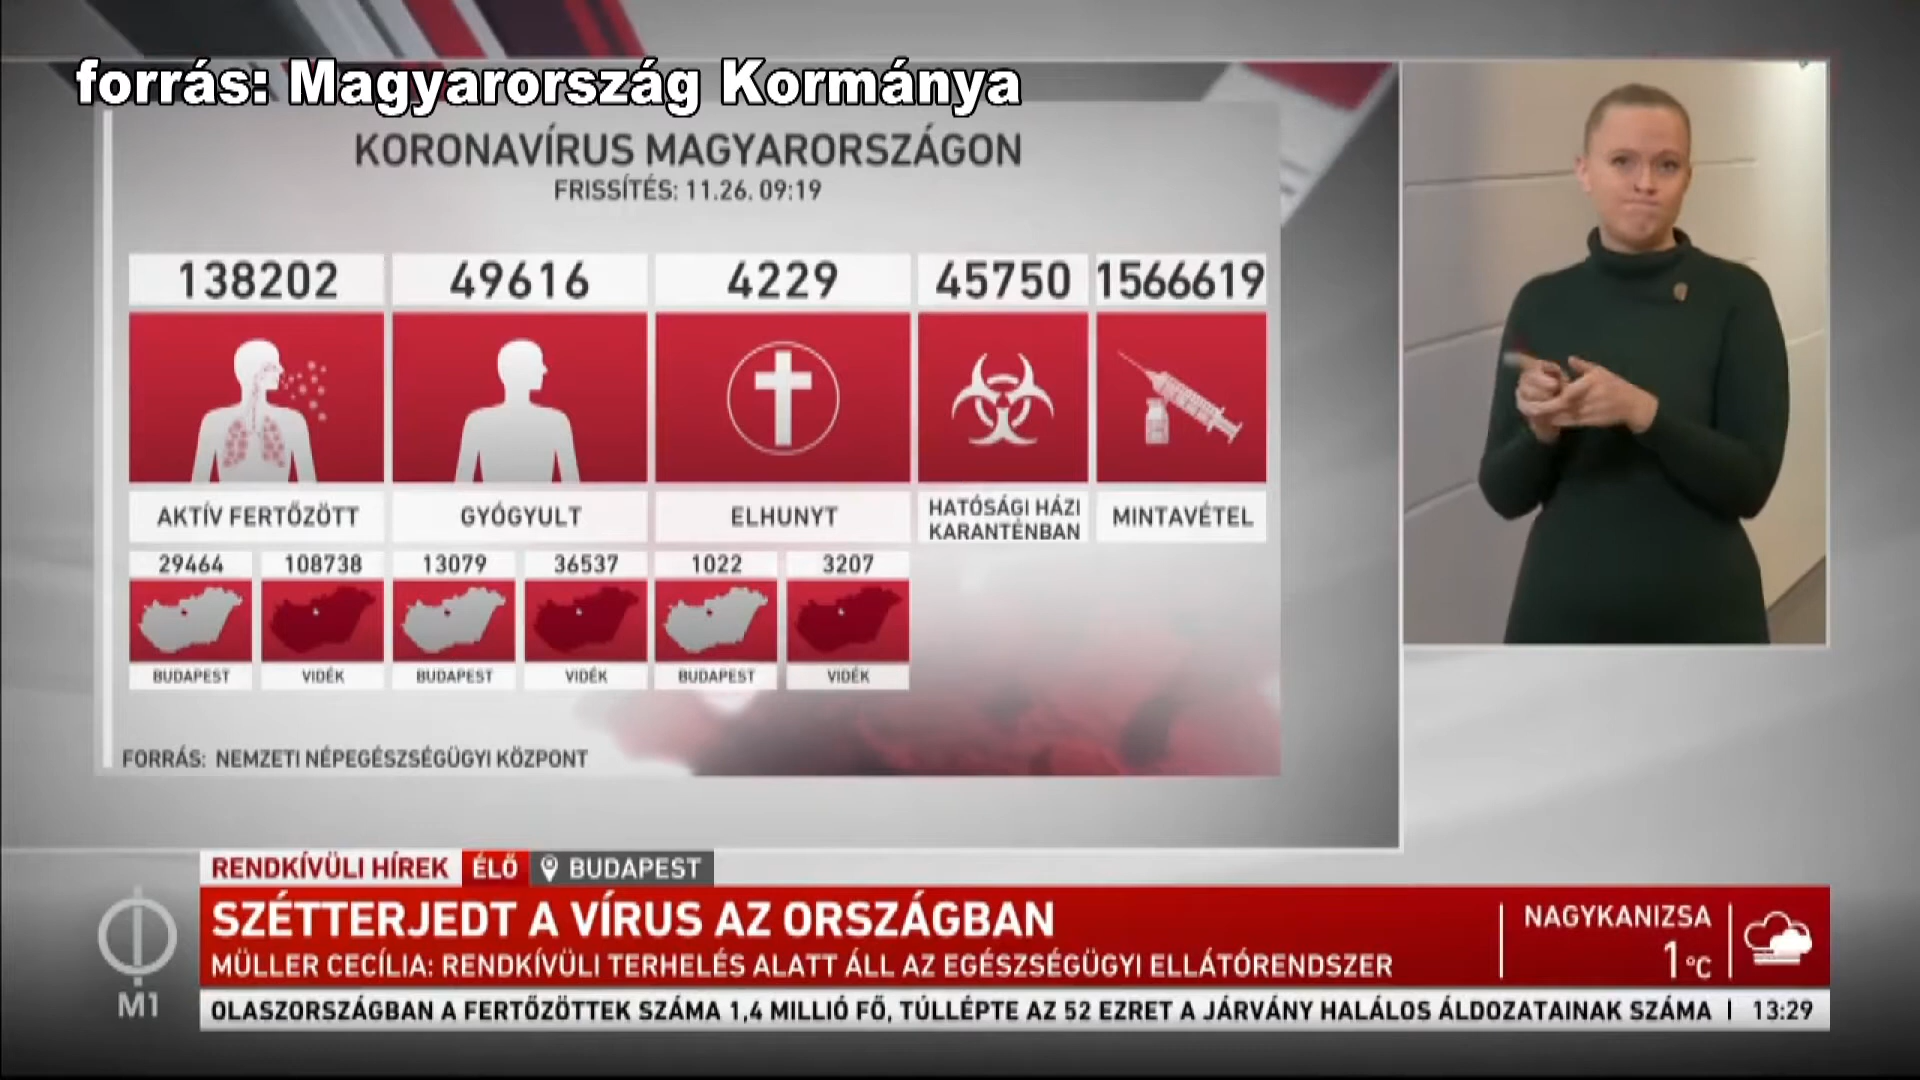 forrás: Magyarország Kormánya
KORONAVÍRUS MAGYARORSZÁGON
FRISSÍTÉS: 11.26. 09:19
138202 49616 4229 45750 1566619
AKTÍV FERTŐZÖTT GYÓGYULT ELHUNYT HATÓSÁGI HÁZI KARANTÉNBAN MINTAVÉTEL
29464 108738 13079 36537 1022 3207
BUDAPEST VIDÉK BUDAPEST VIDÉK BUDAPEST VIDÉK
FORRÁS: NEMZETI NÉPEGÉSZSÉGÜGYI KÖZPONT
RENDKÍVÜLI HÍREK ÉLŐ BUDAPEST
SZÉTTERJEDT A VÍRUS AZ ORSZÁGBAN
MÜLLER CECÍLIA: RENDKÍVÜLI TERHELÉS ALATT ÁLL AZ EGÉSZSÉGÜGYI ELLÁTÓRENDSZER
NAGYKANIZSA
1°C
M1
OLASZORSZÁGBAN A FERTŐZÖTTEK SZÁMA 1,4 MILLIÓ FŐ, TÚLLÉPTE AZ 52 EZRET A JÁRVÁNY HALÁLOS ÁLDOZATAINAK SZÁMA | 13:29